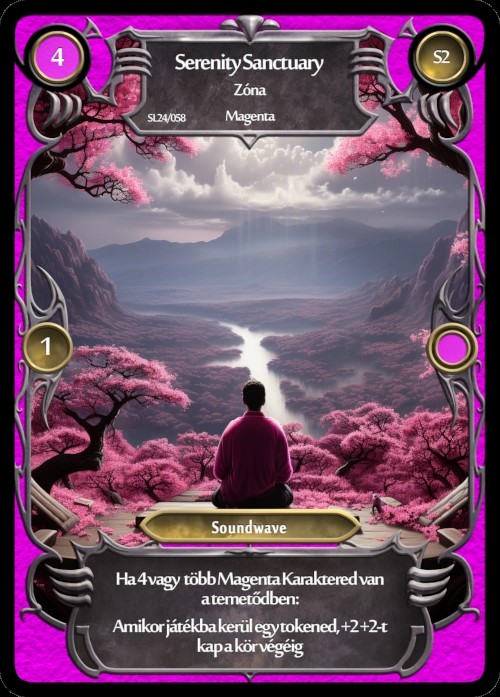 4
Serenity Sanctuary
S2
Zóna
SL24/058
Magenta
1
Soundwave
Ha 4 vagy több Magenta Karaktered van
a temetődben:
Amikor játékba kerül egy tokened, +2 +2-t
kap a kör végéig